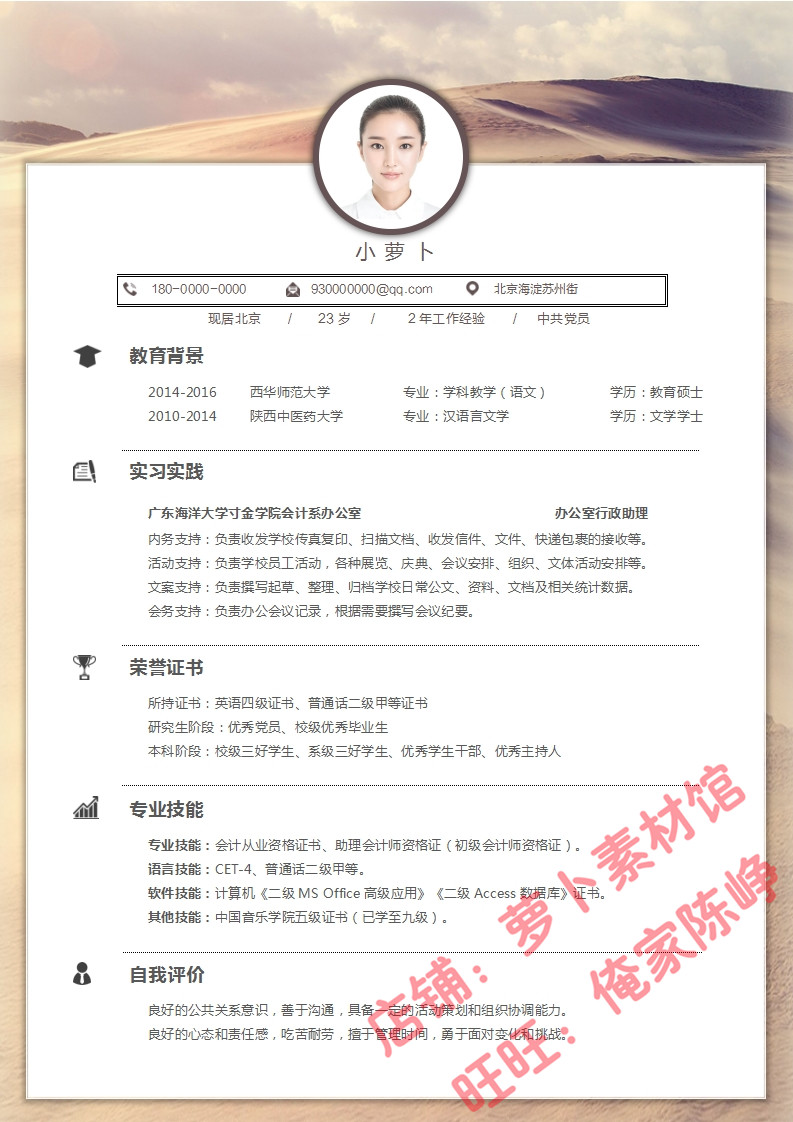 小萝卜
180-0000-0000 930000000@qq.com 北京海淀苏州街
现居北京 / 23 岁 / 2 年工作经验 / 中共党员
教育背景
2014-2016 西华师范大学 专业：学科教学（语文） 学历：教育硕士
2010-2014 陕西中医药大学 专业：汉语言文学 学历：文学学士
实习实践
广东海洋大学寸金学院会计系办公室 办公室行政助理
内务支持：负责收发学校传真复印、扫描文档、收发信件、文件、快递包裹的接收等。
活动支持：负责学校员工活动，各种展览、庆典、会议安排、组织、文体活动安排等。
文案支持：负责撰写起草、整理、归档学校日常公文、资料、文档及相关统计数据。
会务支持：负责办公会议记录，根据需要撰写会议纪要。
荣誉证书
所持证书：英语四级证书、普通话二级甲等证书
研究生阶段：优秀党员、校级优秀毕业生
本科阶段：校级三好学生、系级三好学生、优秀学生干部、优秀主持人
专业技能
专业技能：会计从业资格证书、助理会计师资格证（初级会计师资格证）。
语言技能：CET-4、普通话二级甲等。
软件技能：计算机《二级 MS Office 高级应用》《二级 Access 数据库》证书。
其他技能：中国音乐学院五级证书（已学至九级）。
自我评价
良好的公共关系意识，善于沟通，具备一定的活动策划和组织协调能力。
良好的心态和责任感，吃苦耐劳，擅于管理时间，勇于面对变化和挑战。
店铺：萝卜素材馆
旺旺：俺家陈峥